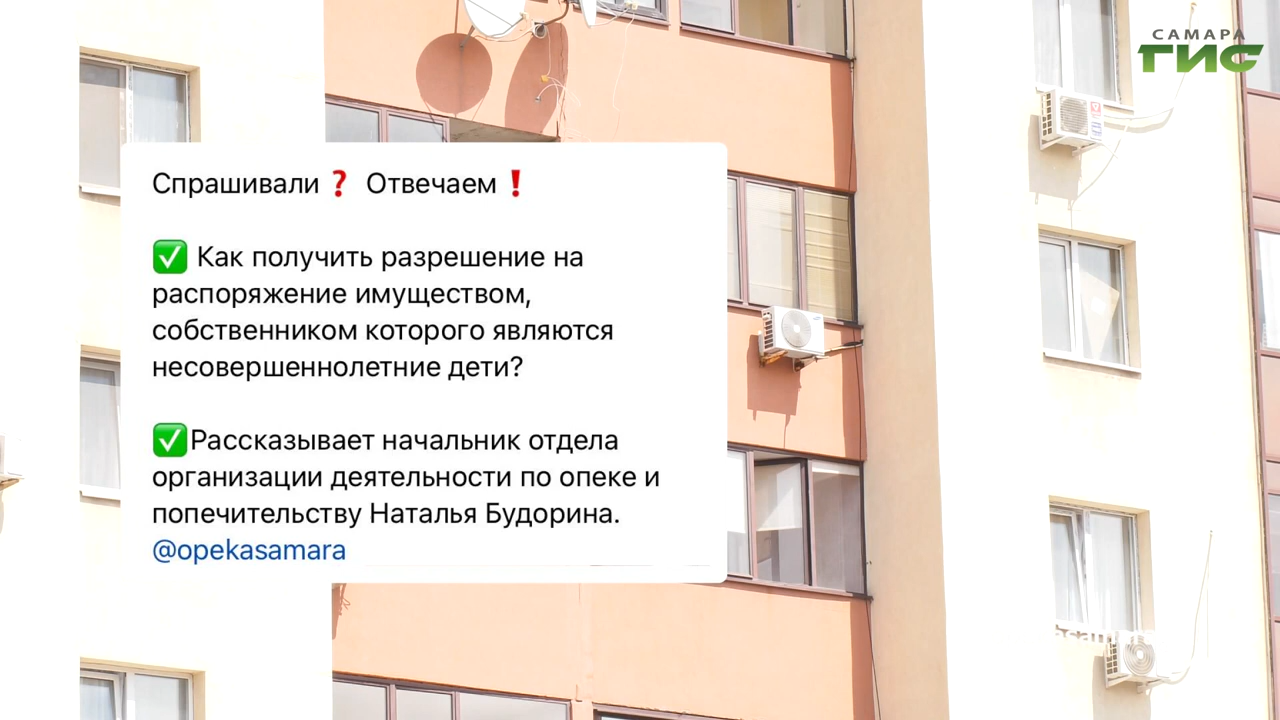 САМАРА
ГИС
Спрашивали❓ Отвечаем❗
✅ Как получить разрешение на
распоряжение имуществом,
собственником которого являются
несовершеннолетние дети?
✅Рассказывает начальник отдела
организации деятельности по опеке и
попечительству Наталья Будорина.
@opekasamara